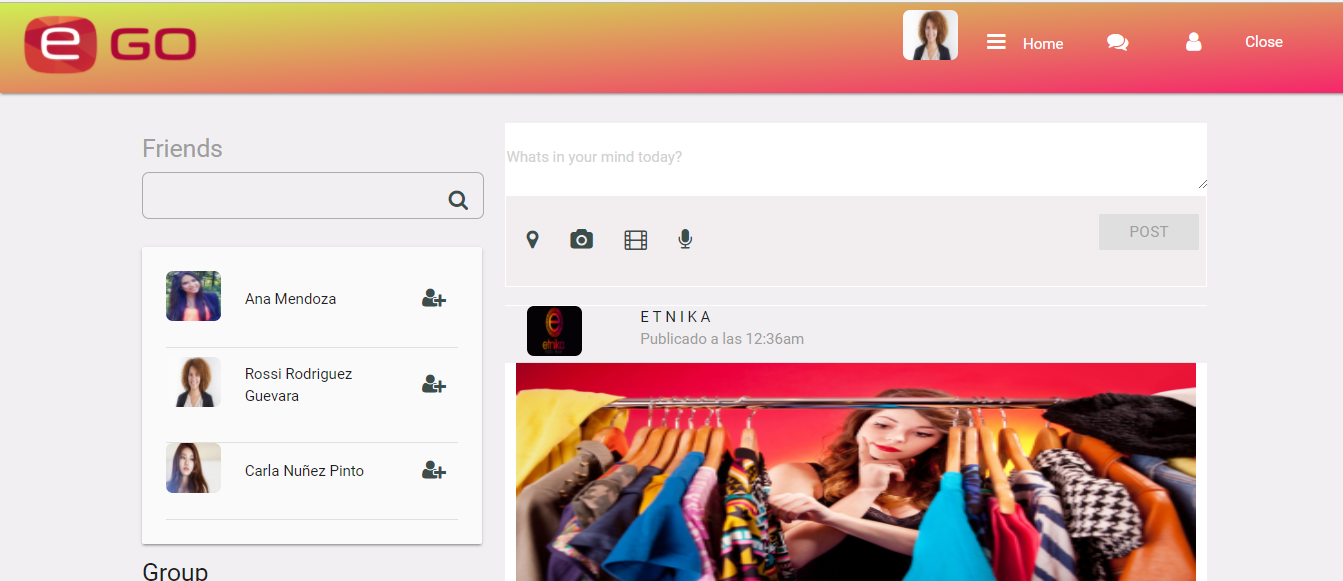 e GO
Home
Close
Friends
Whats in your mind today?
POST
Ana Mendoza
Rossi Rodriguez
Guevara
Carla Nuñez Pinto
E T N I K A
Publicado a las 12:36am
e
etnika
Group